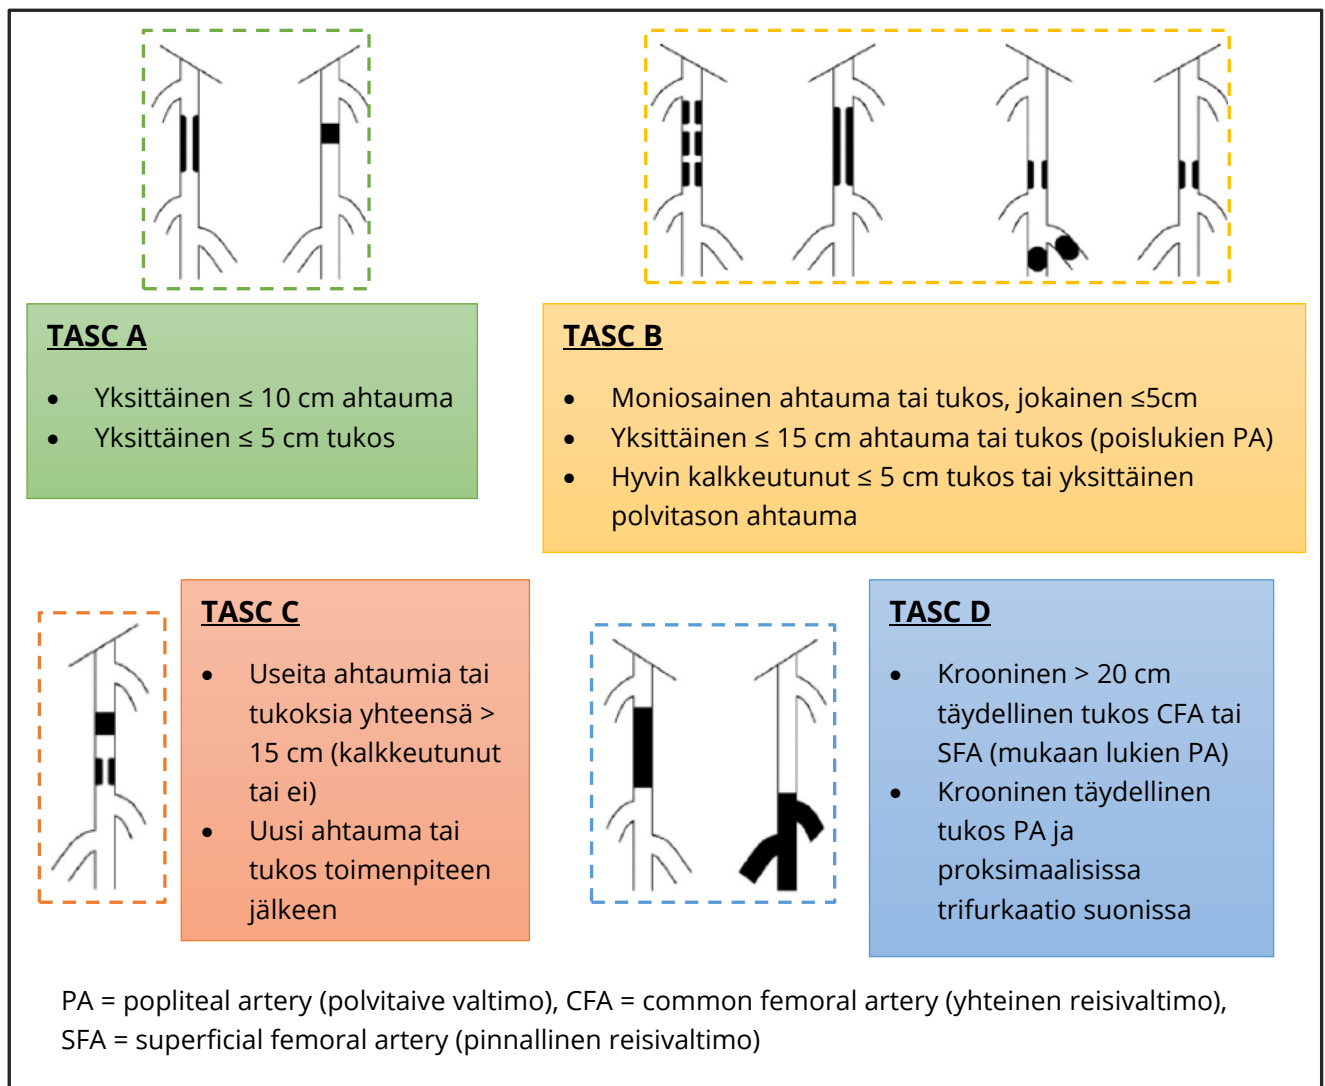 TASC A
• Yksittäinen ≤ 10 cm ahtauma
• Yksittäinen ≤ 5 cm tukos
TASC B
• Moniosainen ahtauma tai tukos, jokainen ≤5cm
• Yksittäinen ≤ 15 cm ahtauma tai tukos (poislukien PA)
• Hyvin kalkkeutunut ≤ 5 cm tukos tai yksittäinen
polvitason ahtauma
TASC C
• Useita ahtaumia tai
tukoksia yhteensä >
15 cm (kalkkeutunut
tai ei)
• Uusi ahtauma tai
tukos toimenpiteen
jälkeen
TASC D
• Krooninen > 20 cm
täydellinen tukos CFA tai
SFA (mukaan lukien PA)
• Krooninen täydellinen
tukos PA ja
proksimaalisissa
trifurkaatio suonissa
PA = popliteal artery (polvitaive valtimo), CFA = common femoral artery (yhteinen reisivaltimo),
SFA = superficial femoral artery (pinnallinen reisivaltimo)